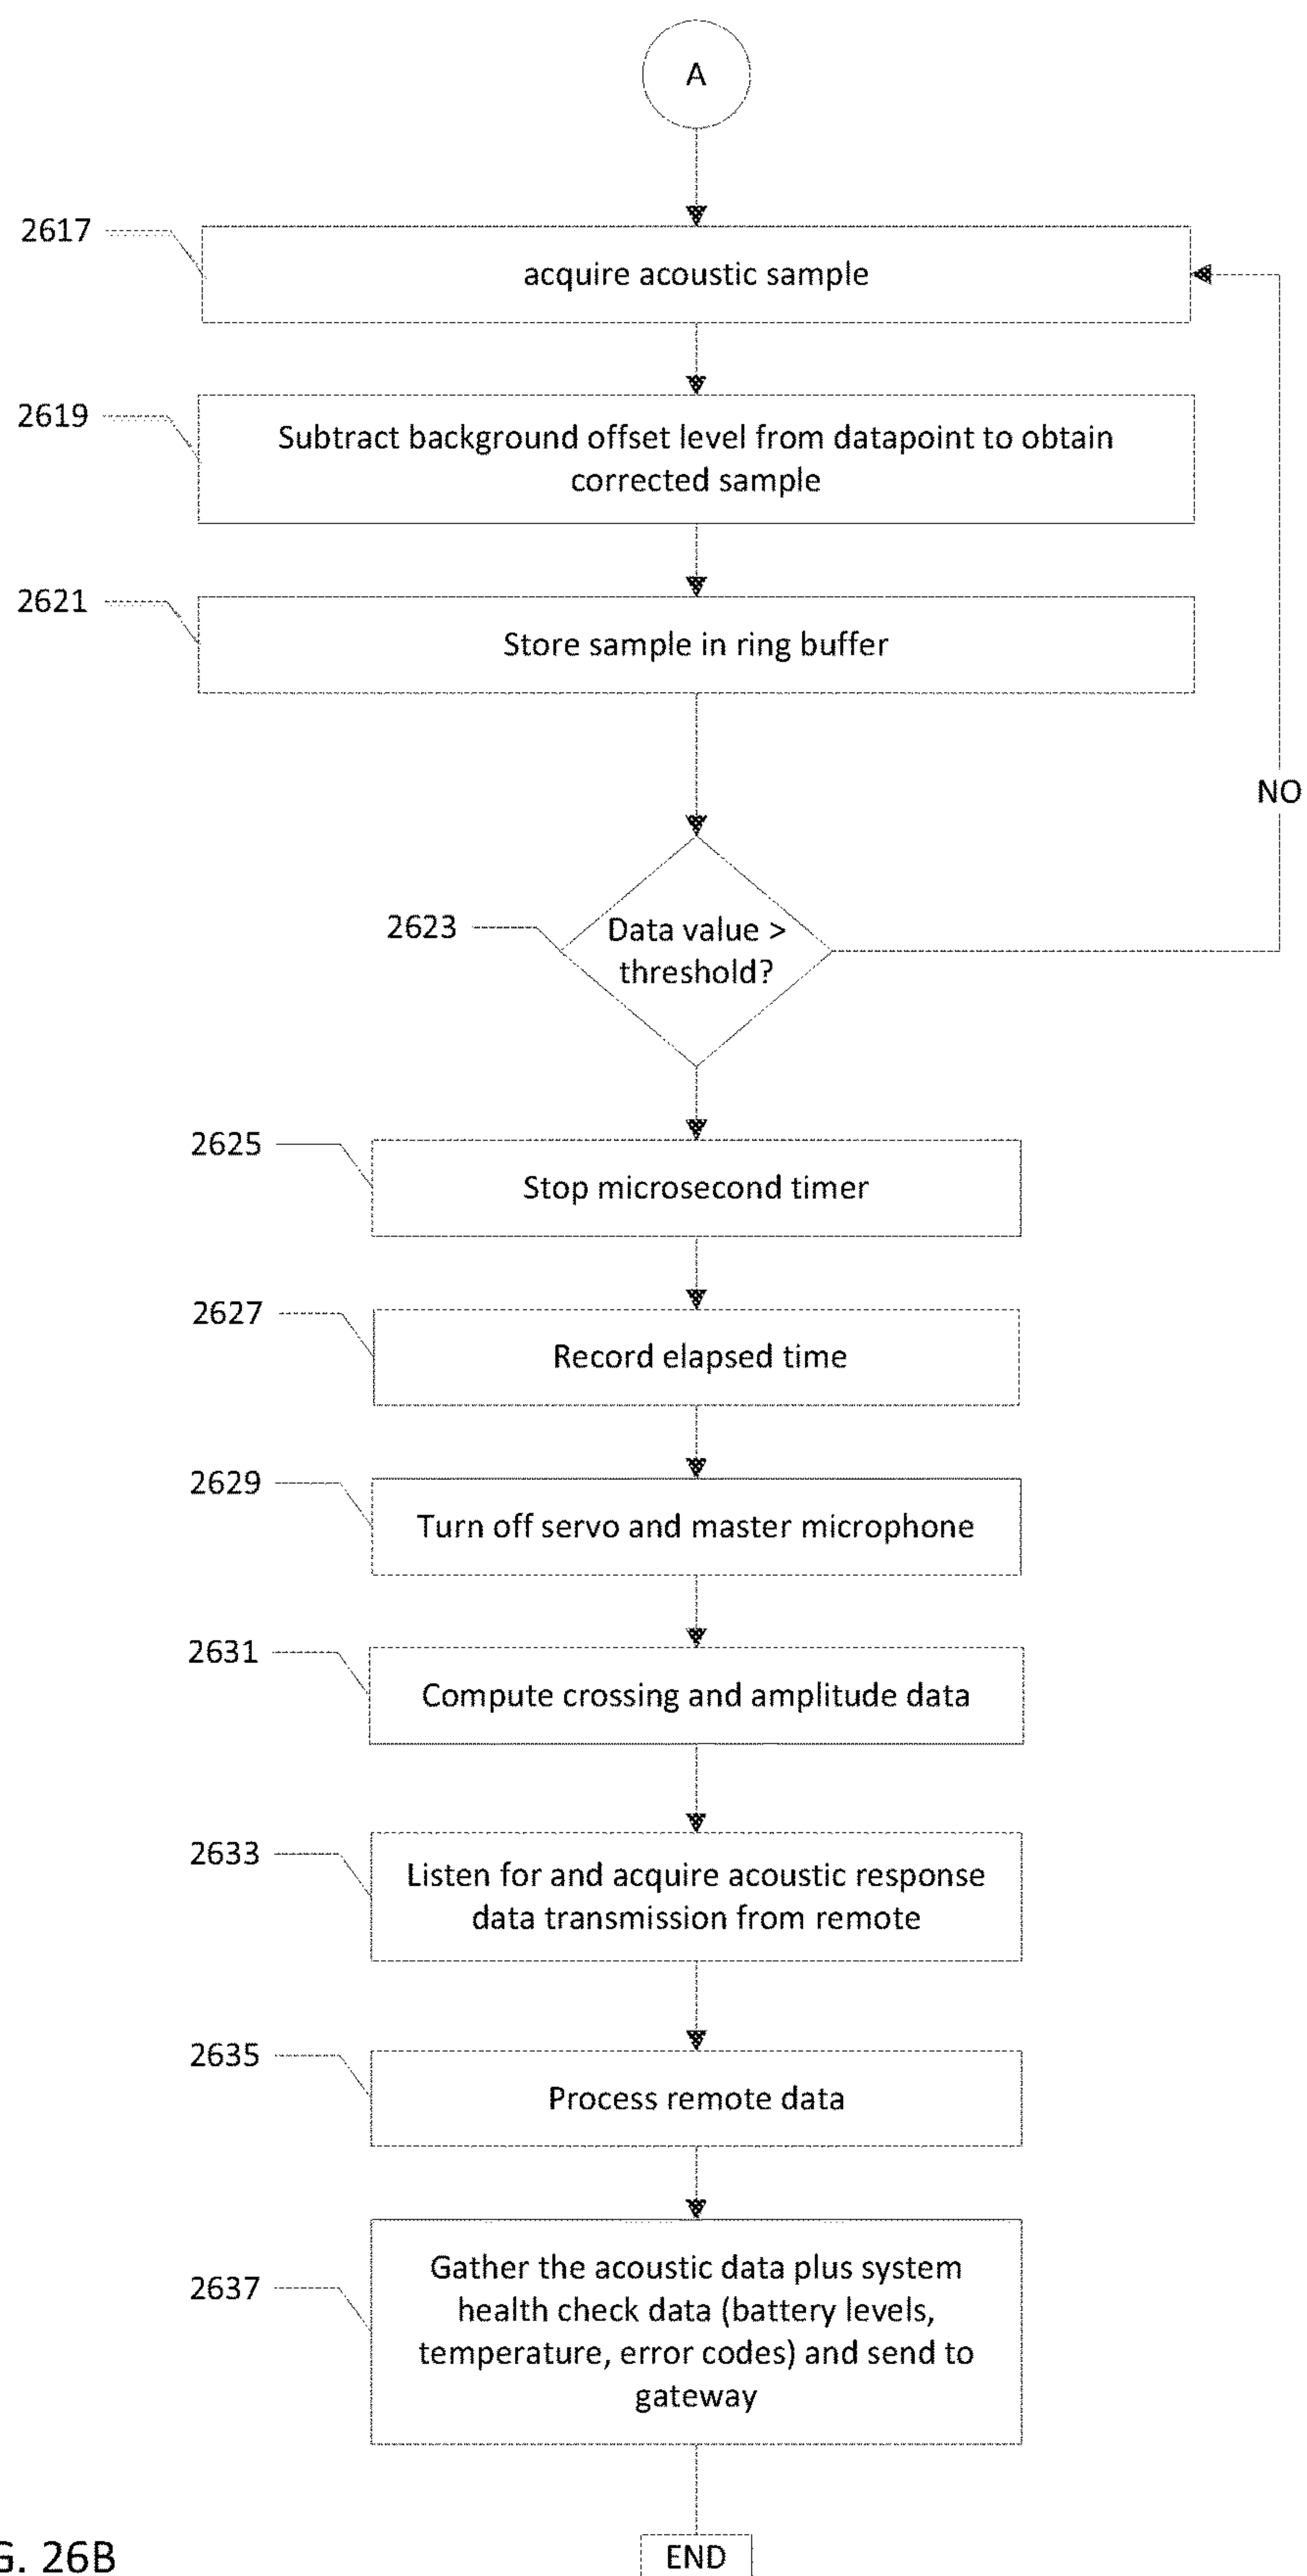 A
2617
acquire acoustic sample
2619
Subtract background offset level from datapoint to obtain
corrected sample
2621
Store sample in ring buffer
NO
2623
Data value >
threshold?
2625
Stop microsecond timer
2627
Record elapsed time
2629
Turn off servo and master microphone
2631
Compute crossing and amplitude data
2633
Listen for and acquire acoustic response
data transmission from remote
2635
Process remote data
2637
Gather the acoustic data plus system
health check data (battery levels,
temperature, error codes) and send to
gateway
END
G. 26B